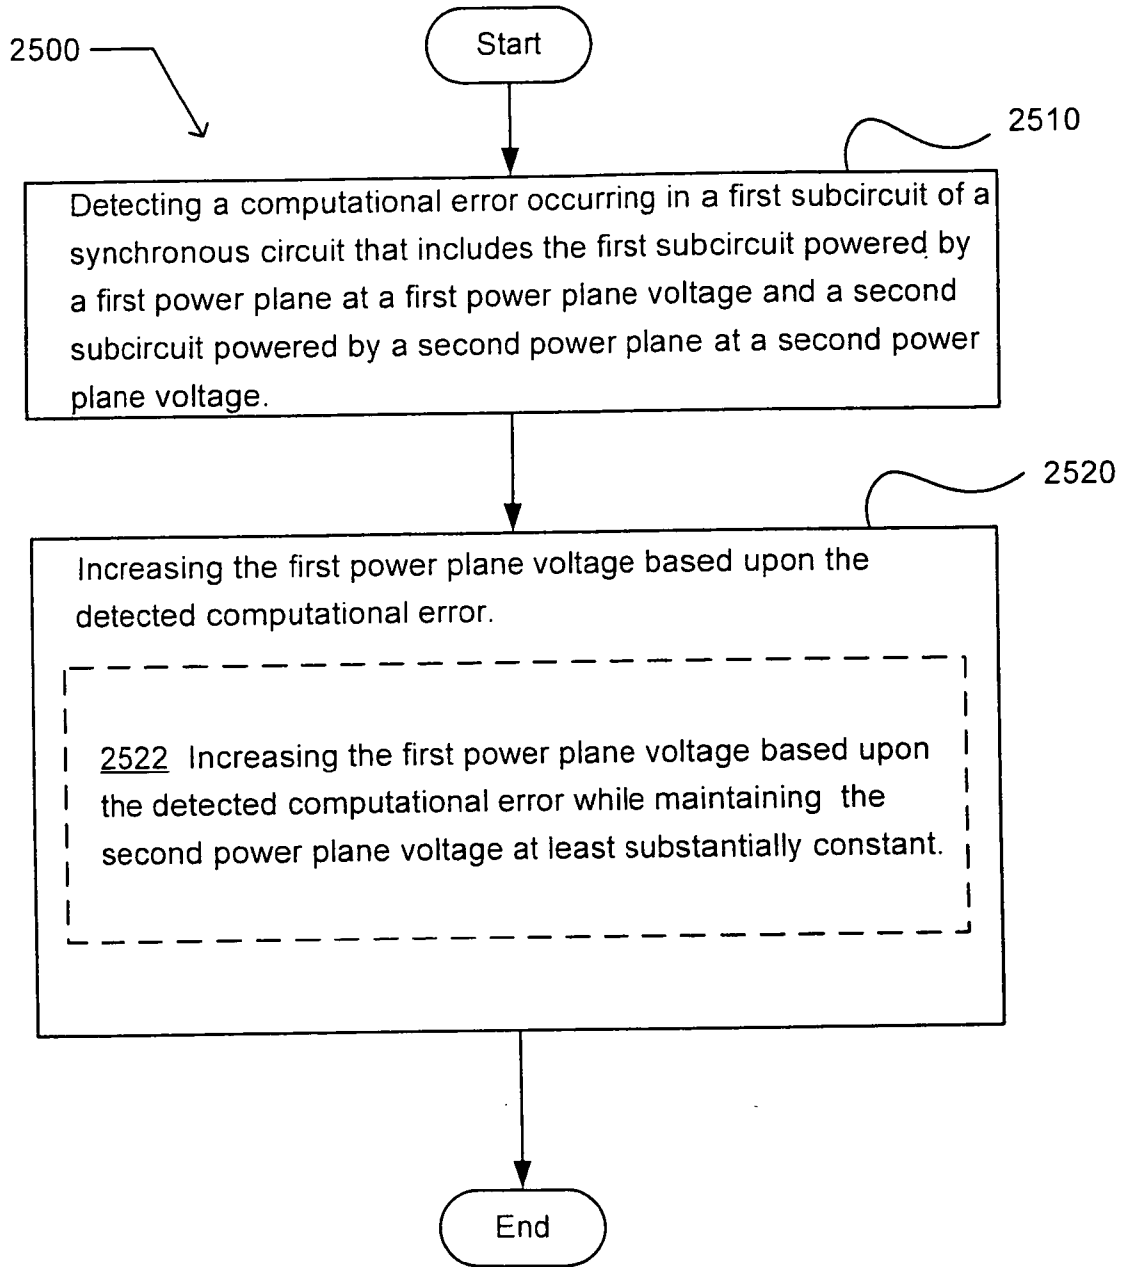 2500
Start
2510
Detecting a computational error occurring in a first subcircuit of a
synchronous circuit that includes the first subcircuit powered by
a first power plane at a first power plane voltage and a second
subcircuit powered by a second power plane at a second power
plane voltage.
2520
Increasing the first power plane voltage based upon the
detected computational error.
2522 Increasing the first power plane voltage based upon
the detected computational error while maintaining the
second power plane voltage at least substantially constant.
End